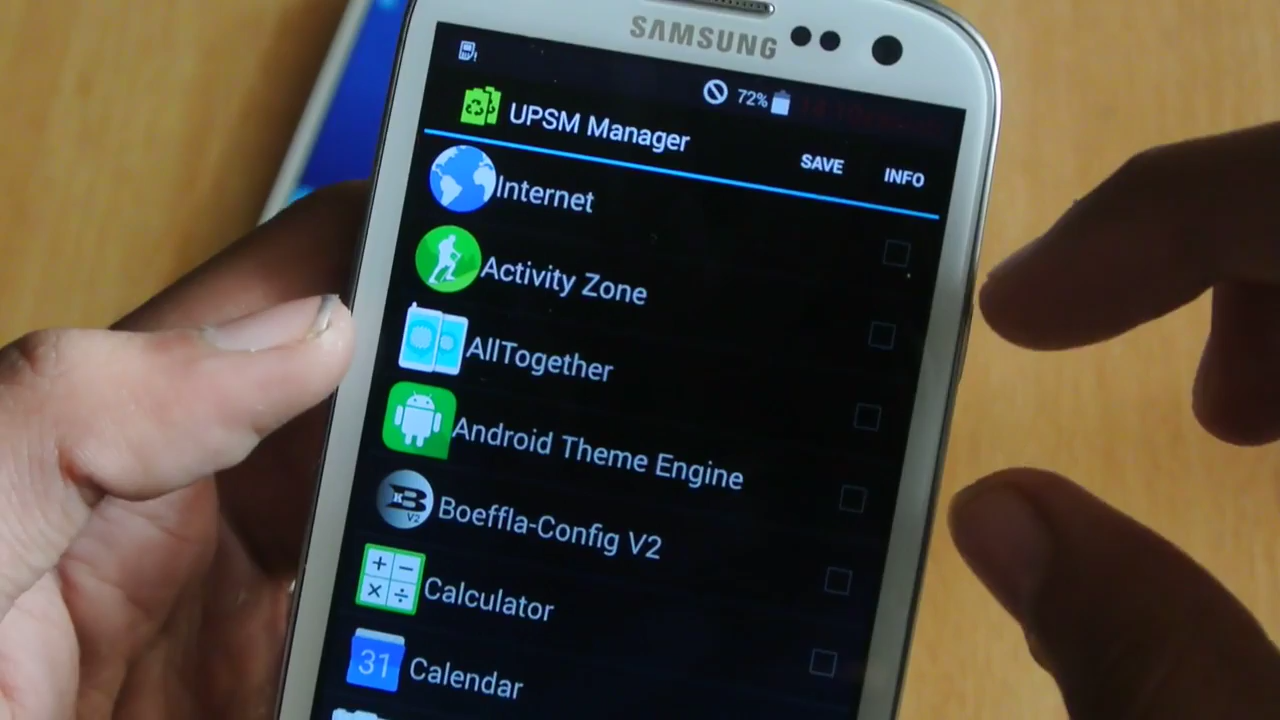 SAMSUNG
72%
UPSM Manager
SAVE
INFO
Internet
Activity Zone
AllTogether
Android Theme Engine
B V2
Boeffla-Config V2
+ −
× ÷
Calculator
31
Calendar